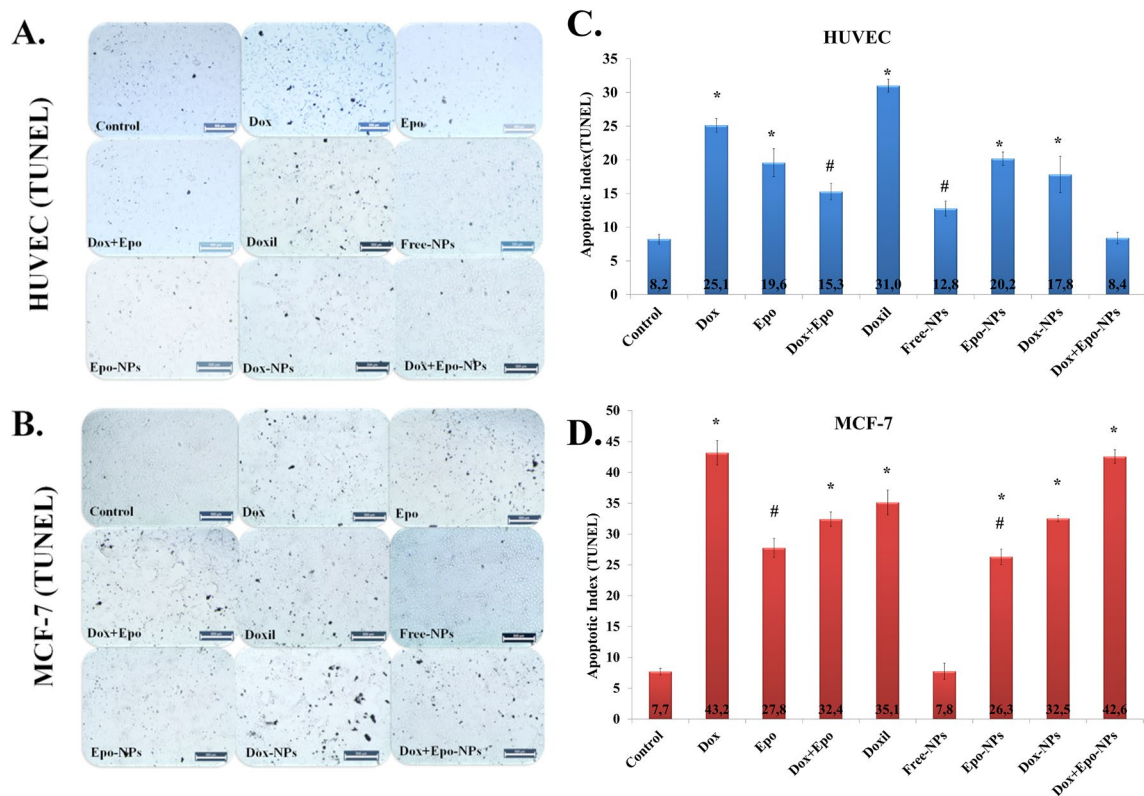 A.
HUVEC (TUNEL)
Control
Dox
Epo
Dox+Epo
Doxil
Free-NPs
Epo-NPs
Dox-NPs
Dox+Epo-NPs
B.
MCF-7 (TUNEL)
Control
Dox
Epo
Dox+Epo
Doxil
Free-NPs
Epo-NPs
Dox-NPs
Dox+Epo-NPs
C.
HUVEC
Apoptotic Index(TUNEL)
35
30
25
20
15
10
5
0
*
*
#
*
#
*
*
8,2
25,1
19,6
15,3
31,0
12,8
20,2
17,8
8,4
Control
Dox
Epo
Dox+Epo
Doxil
Free-NPs
Epo-NPs
Dox-NPs
Dox+Epo-NPs
D.
MCF-7
Apoptotic Index (TUNEL)
50
45
40
35
30
25
20
15
10
5
0
*
#
*
*
*
#
*
*
7,7
43,2
27,8
32,4
35,1
7,8
26,3
32,5
42,6
Control
Dox
Epo
Dox+Epo
Doxil
Free-NPs
Epo-NPs
Dox-NPs
Dox+Epo-NPs